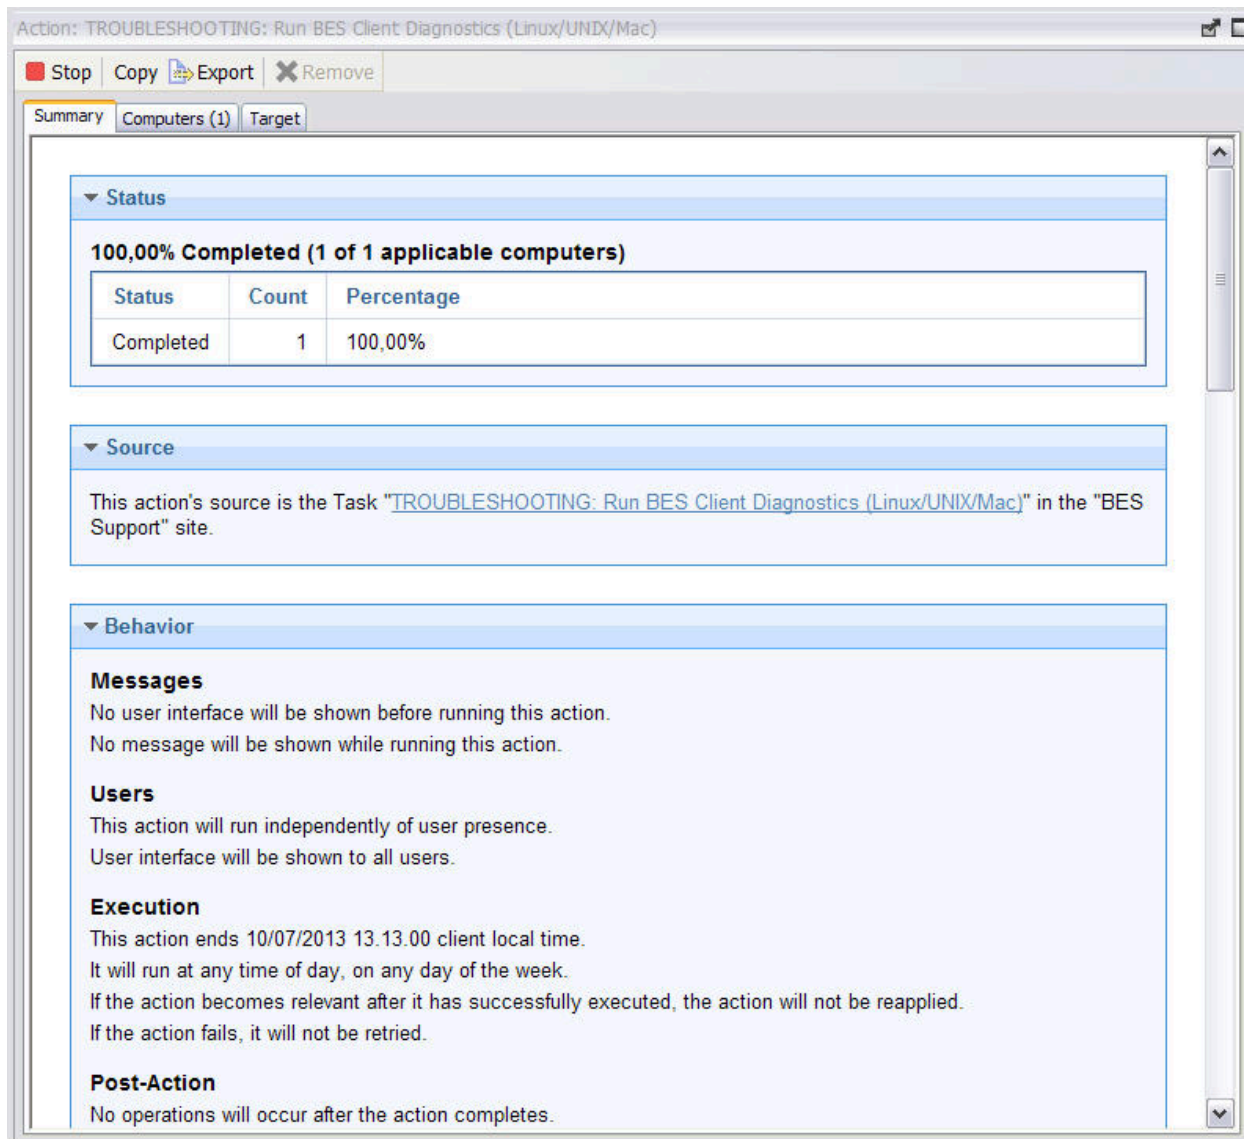 Action: TROUBLESHOOTING: Run BES Client Diagnostics (Linux/UNIX/Mac)
Stop Copy Export Remove
Summary Computers (1) Target
Status
100,00% Completed (1 of 1 applicable computers)
Status Count Percentage
Completed 1 100,00%
Source
This action's source is the Task "TROUBLESHOOTING: Run BES Client Diagnostics (Linux/UNIX/Mac)" in the "BES
Support" site.
Behavior
Messages
No user interface will be shown before running this action.
No message will be shown while running this action.
Users
This action will run independently of user presence.
User interface will be shown to all users.
Execution
This action ends 10/07/2013 13.13.00 client local time.
It will run at any time of day, on any day of the week.
If the action becomes relevant after it has successfully executed, the action will not be reapplied.
If the action fails, it will not be retried.
Post-Action
No operations will occur after the action completes.